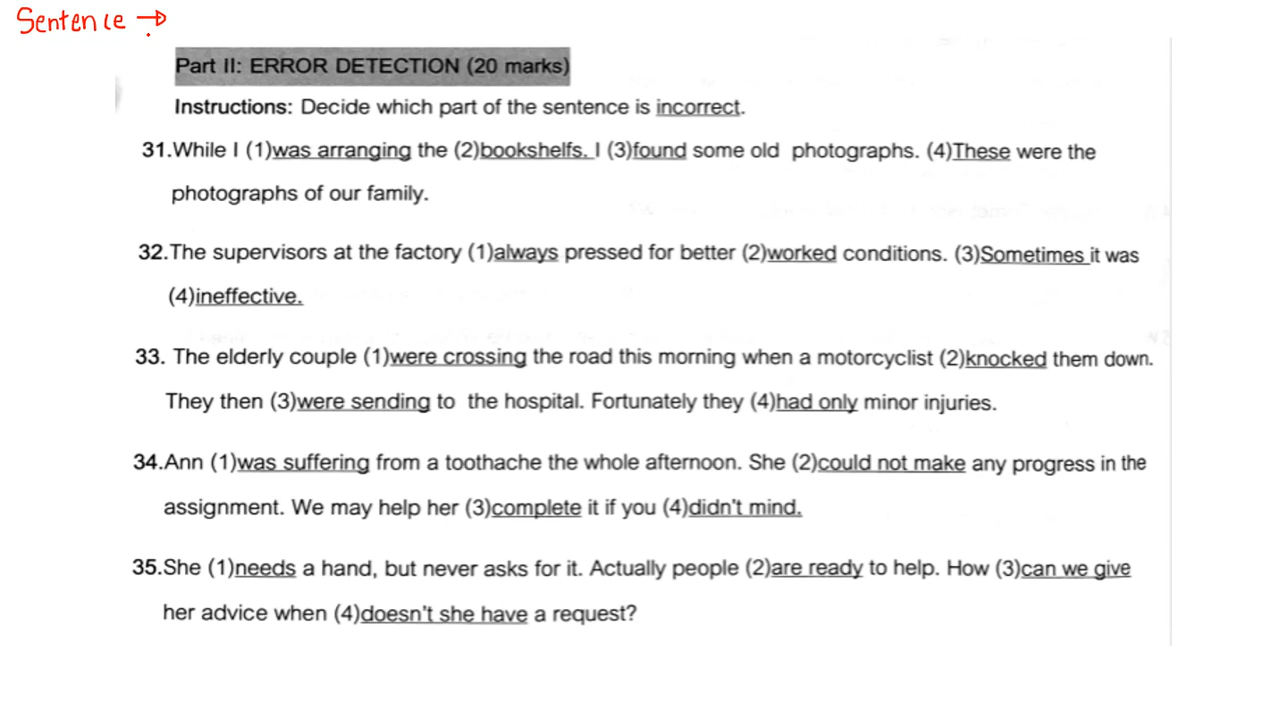 Sentence →
Part II: ERROR DETECTION (20 marks)
Instructions: Decide which part of the sentence is incorrect.
31.While I (1)was arranging the (2)bookshelfs. I (3)found some old photographs. (4)These were the
photographs of our family.
32.The supervisors at the factory (1)always pressed for better (2)worked conditions. (3)Sometimes it was
(4)ineffective.
33. The elderly couple (1)were crossing the road this morning when a motorcyclist (2)knocked them down.
They then (3)were sending to the hospital. Fortunately they (4)had only minor injuries.
34.Ann (1)was suffering from a toothache the whole afternoon. She (2)could not make any progress in the
assignment. We may help her (3)complete it if you (4)didn't mind.
35.She (1)needs a hand, but never asks for it. Actually people (2)are ready to help. How (3)can we give
her advice when (4)doesn't she have a request?